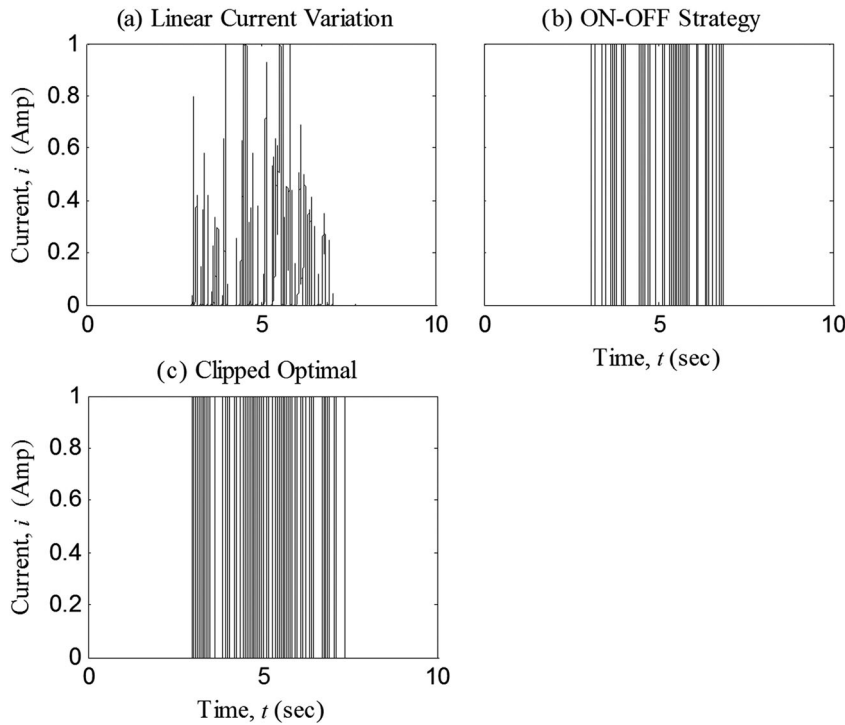 (a) Linear Current Variation
(b) ON-OFF Strategy
1
0.8
0.6
0.4
0.2
0
Current, i (Amp)
0 5 10
0 5 10
Time, t (sec)
(c) Clipped Optimal
1
0.8
0.6
0.4
0.2
0
Current, i (Amp)
0 5 10
Time, t (sec)